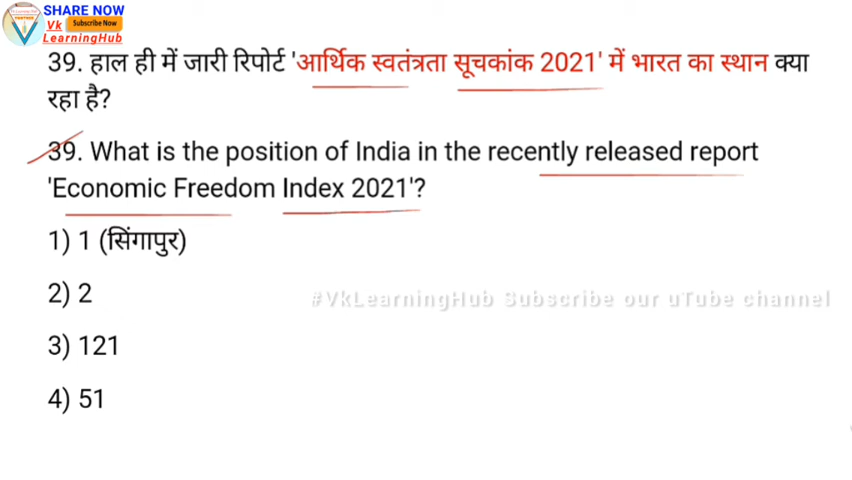 SHARE NOW
Vk Subscribe Now
LearningHub
39. हाल ही में जारी रिपोर्ट 'आर्थिक स्वतंत्रता सूचकांक 2021' में भारत का स्थान क्या
रहा है?
39. What is the position of India in the recently released report
'Economic Freedom Index 2021'?
1) 1 (सिंगापुर)
2) 2
#VkLearningHub Subscribe our uTube channel
3) 121
4) 51